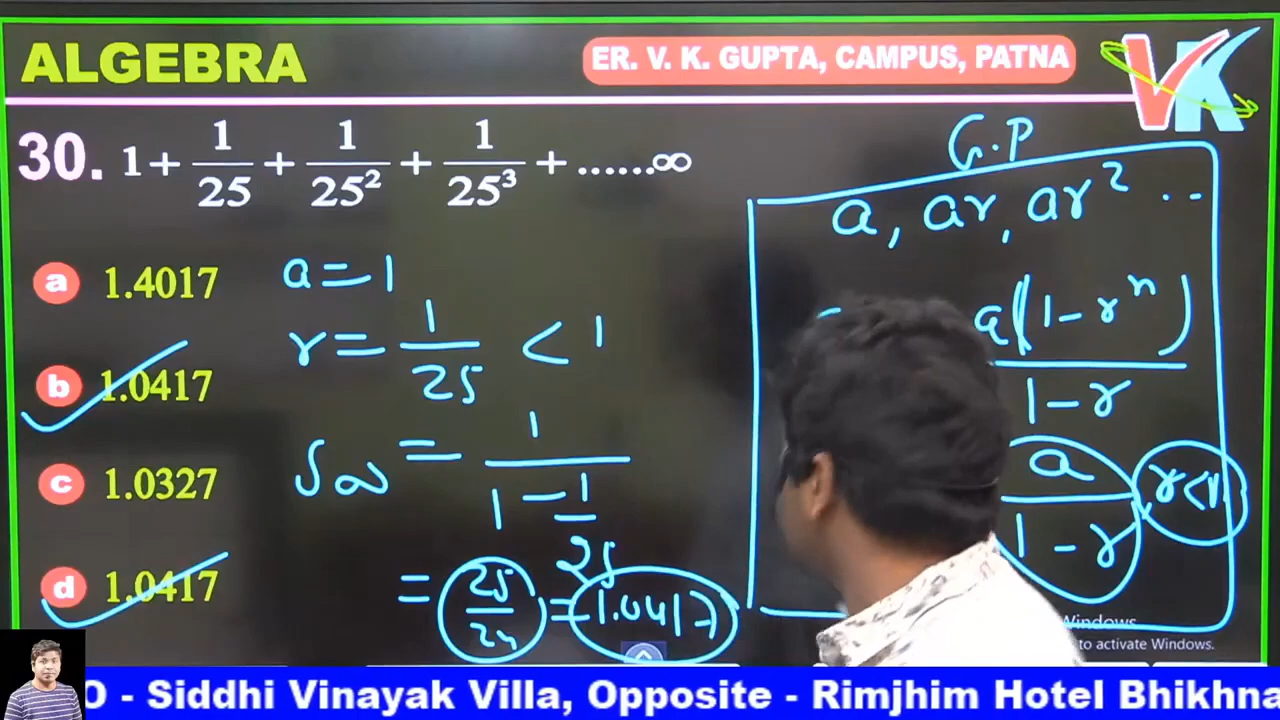 ALGEBRA
ER. V. K. GUPTA, CAMPUS, PATNA
VK
30. 1 + 1/25 + 1/25² + 1/25³ + ......∞
a 1.4017
b 1.0417
c 1.0327
d 1.0417
a = 1
r = 1/25 < 1
S∞ = 1/(1 - 1/25)
= 25/24 = 1.0417
G.P
a, ar, ar² ...
a(1 - rⁿ)/(1 - r)
a/(1 - r), r < 1
Windows
to activate Windows.
O - Siddhi Vinayak Villa, Opposite - Rimjhim Hotel Bhikhna